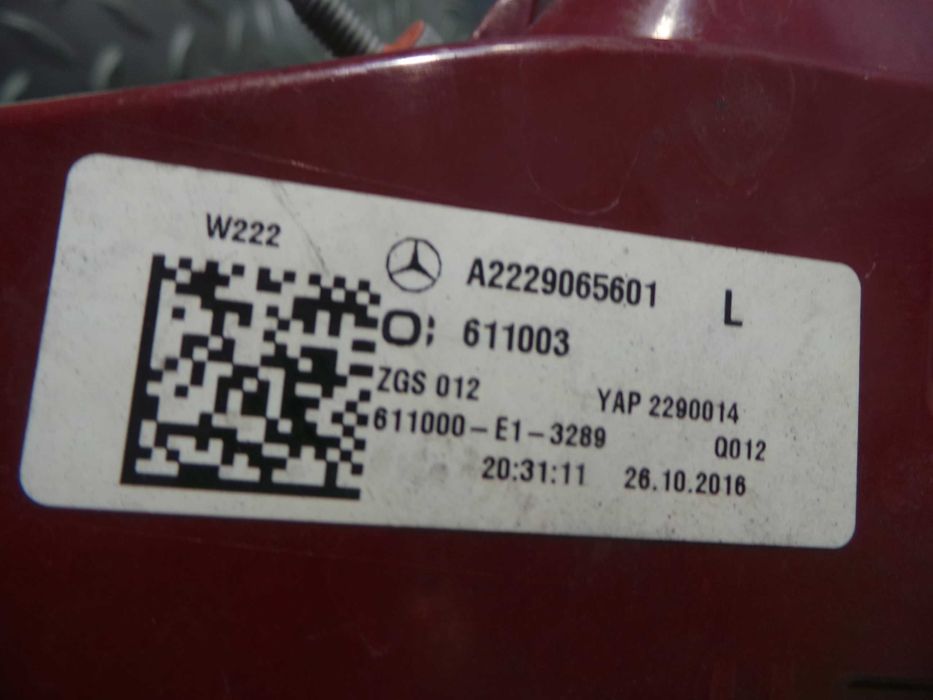 W222
A2229065601 L
O; 611003
ZGS 012
YAP 2290014
611000-E1-3289
Q012
20:31:11 26.10.2016